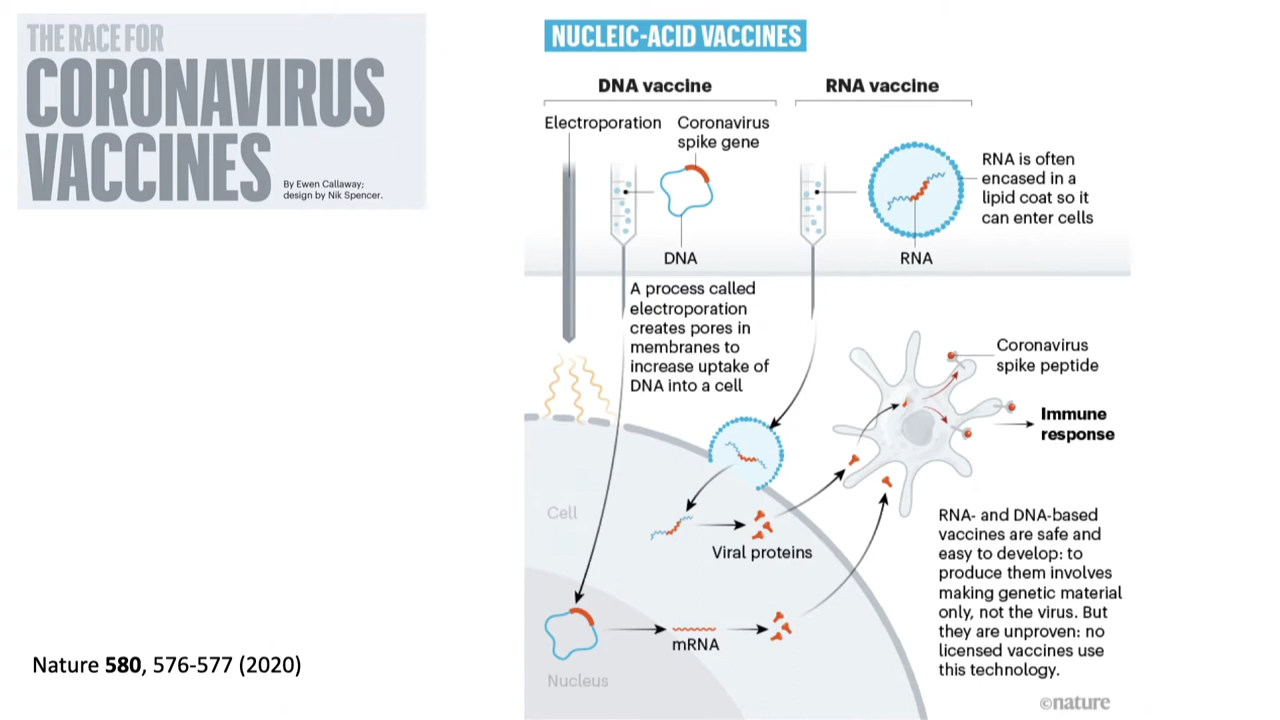 THE RACE FOR
CORONAVIRUS
VACCINES
By Ewen Callaway;
design by Nik Spencer.
NUCLEIC-ACID VACCINES
DNA vaccine
RNA vaccine
Electroporation
Coronavirus
spike gene
DNA
RNA is often
encased in a
lipid coat so it
can enter cells
RNA
A process called
electroporation
creates pores in
membranes to
increase uptake of
DNA into a cell
Coronavirus
spike peptide
Immune
response
Cell
Viral proteins
mRNA
Nucleus
RNA- and DNA-based
vaccines are safe and
easy to develop: to
produce them involves
making genetic material
only, not the virus. But
they are unproven: no
licensed vaccines use
this technology.
Nature 580, 576-577 (2020)
©nature